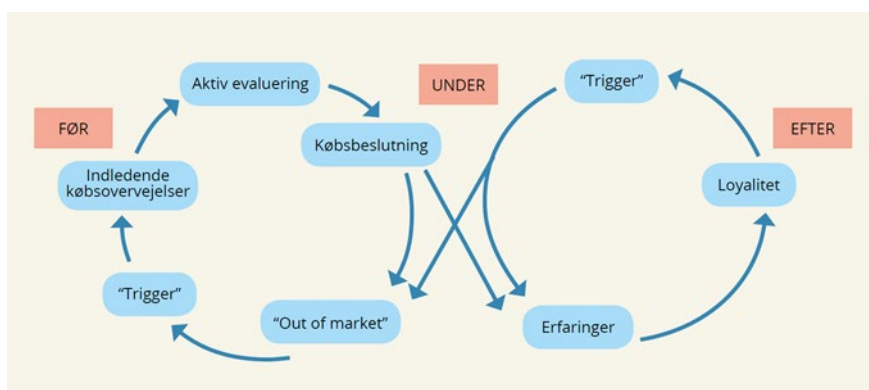 Aktiv evaluering
UNDER
“Trigger”
FØR
Købsbeslutning
EFTER
Indledende
købsovervejelser
Loyalitet
“Trigger”
“Out of market”
Erfaringer